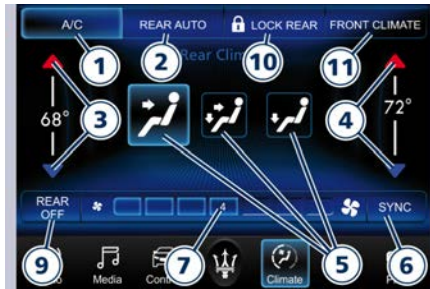 A/C REAR AUTO LOCK REAR FRONT CLIMATE
1 2 10 11
Rear Clim
3 4
68° 72°
REAR OFF 4 SYNC
9 7 5 6
Media Cont Climate